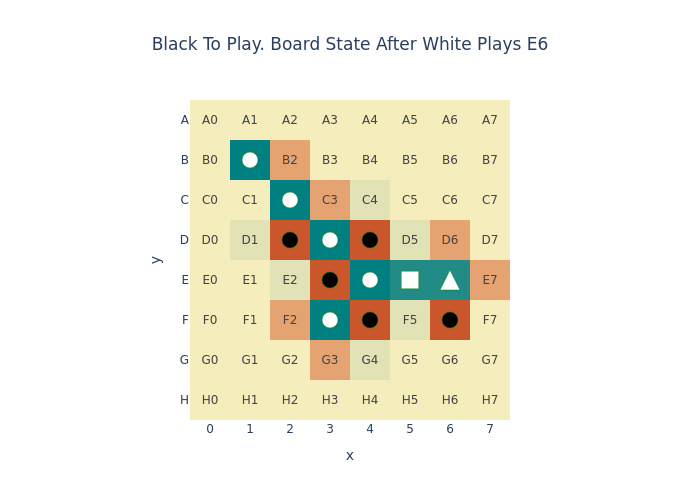 Black To Play. Board State After White Plays E6
A A0 A1 A2 A3 A4 A5 A6 A7
B B0 B2 B3 B4 B5 B6 B7
C C0 C1 C3 C4 C5 C6 C7
D D0 D1 D5 D6 D7
E E0 E1 E2 E7
F F0 F1 F2 F5 F7
G G0 G1 G2 G3 G4 G5 G6 G7
H H0 H1 H2 H3 H4 H5 H6 H7
0 1 2 3 4 5 6 7
x
y